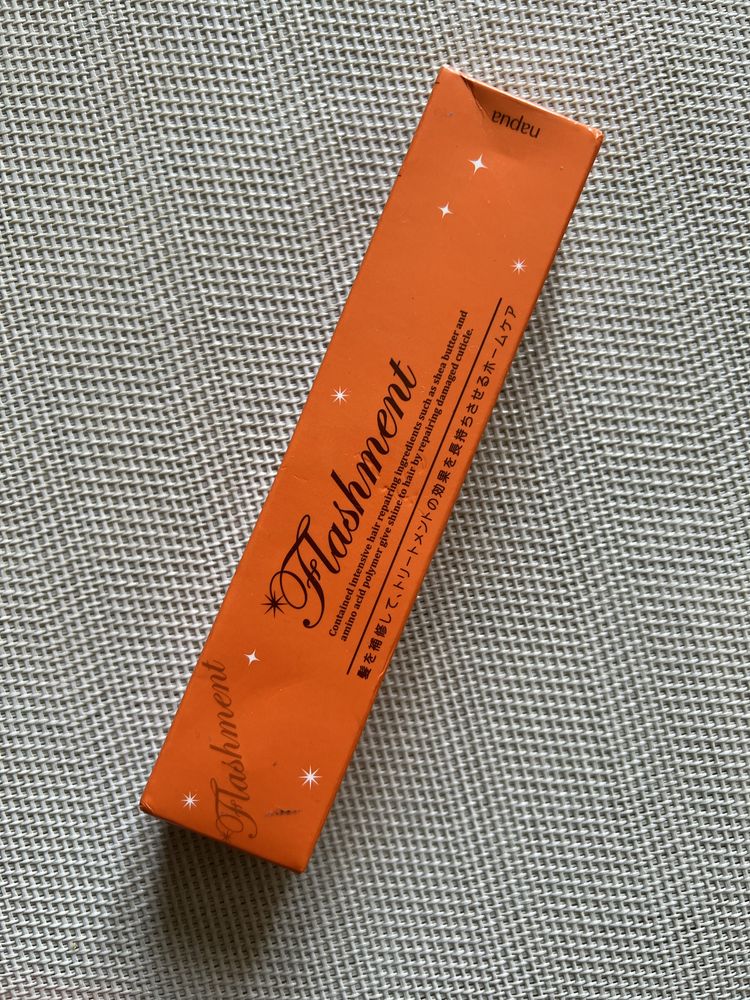 napua
Flashment
Contained intensive hair repairing ingredients such as shea butter and
amino acid polymer give shine to hair by repairing damaged cuticle.
髪を補修して、トリートメントの効果を長持ちさせるホームケア
Flashment